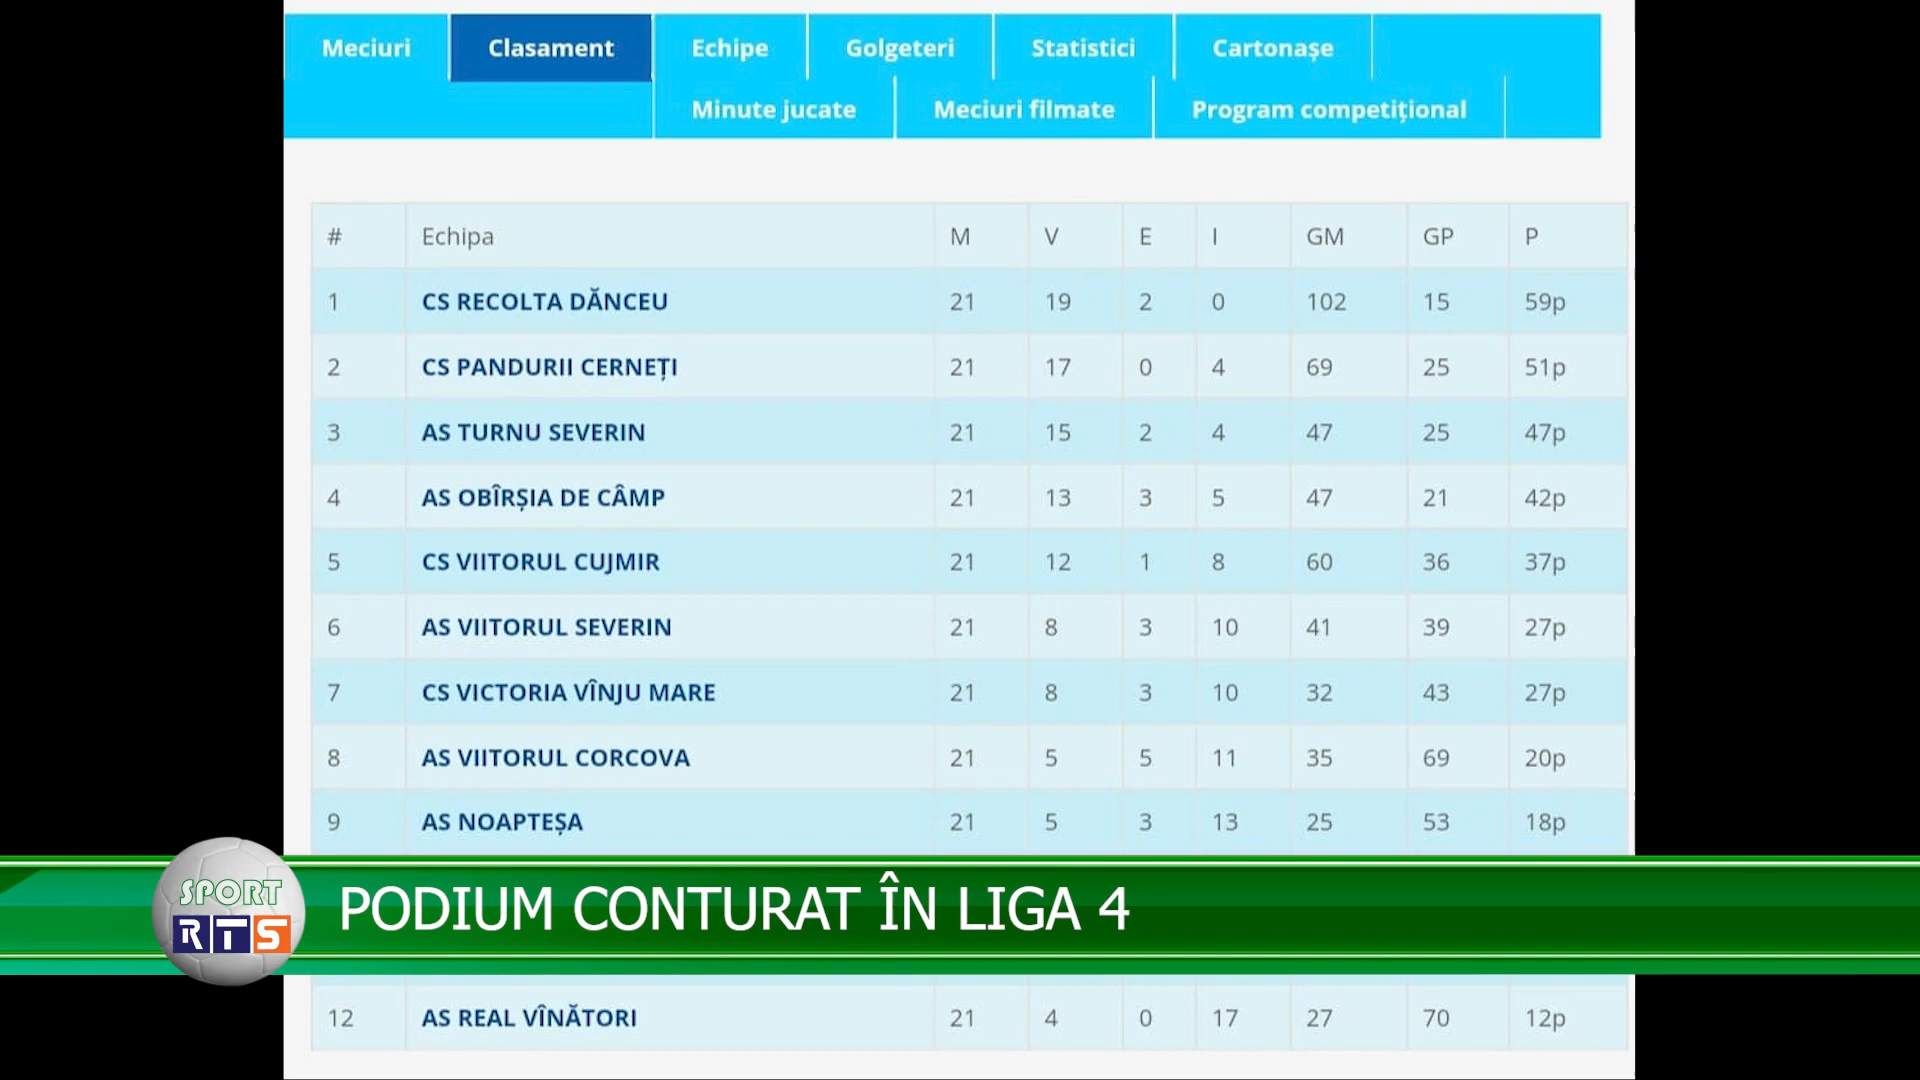 Meciuri Clasament Echipe Golgeteri Statistici Cartonașe
Minute jucate Meciuri filmate Program competițional
# Echipa M V E I GM GP P
1 CS RECOLTA DĂNCEU 21 19 2 0 102 15 59p
2 CS PANDURII CERNEȚI 21 17 0 4 69 25 51p
3 AS TURNU SEVERIN 21 15 2 4 47 25 47p
4 AS OBÎRȘIA DE CÂMP 21 13 3 5 47 21 42p
5 CS VIITORUL CUJMIR 21 12 1 8 60 36 37p
6 AS VIITORUL SEVERIN 21 8 3 10 41 39 27p
7 CS VICTORIA VÎNJU MARE 21 8 3 10 32 43 27p
8 AS VIITORUL CORCOVA 21 5 5 11 35 69 20p
9 AS NOAPTEȘA 21 5 3 13 25 53 18p
SPORT
RTS
PODIUM CONTURAT ÎN LIGA 4
12 AS REAL VÎNĂTORI 21 4 0 17 27 70 12p